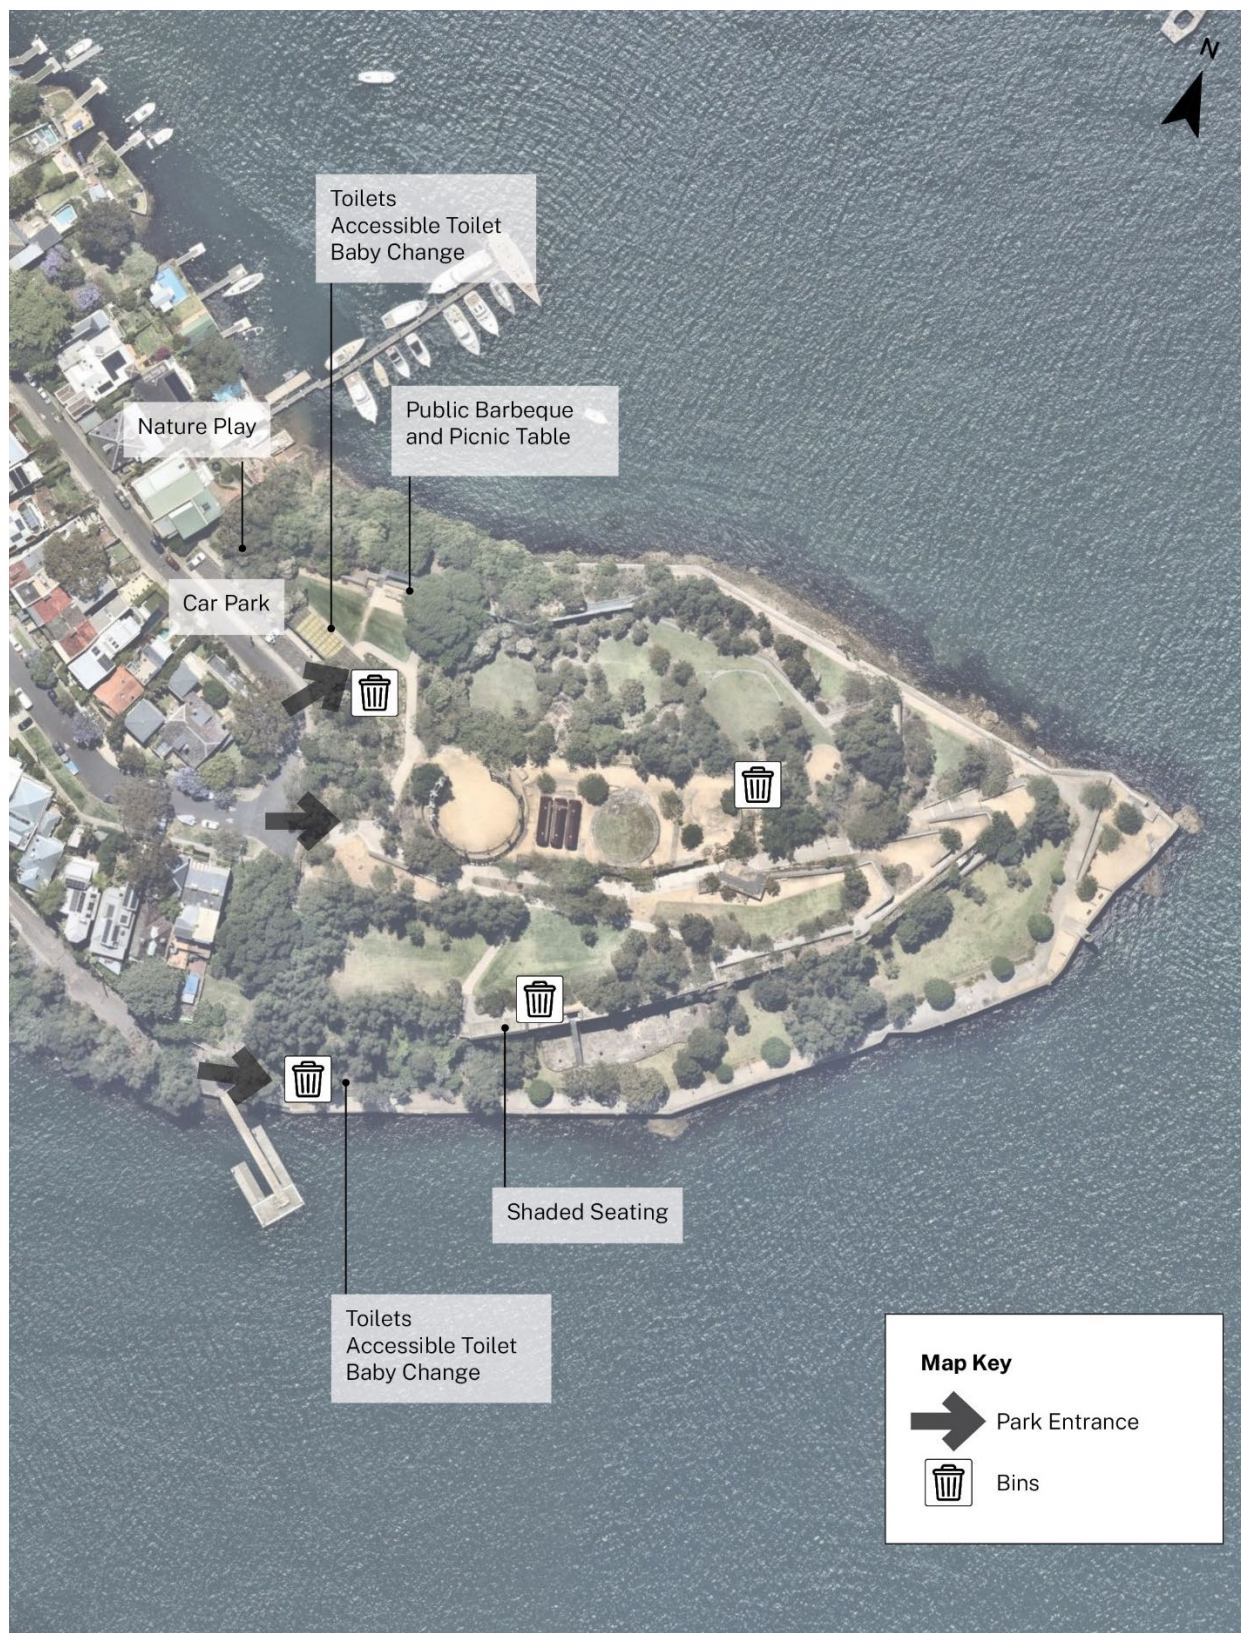 N
Toilets
Accessible Toilet
Baby Change
Public Barbeque
and Picnic Table
Nature Play
Car Park
Shaded Seating
Toilets
Accessible Toilet
Baby Change
Map Key
Park Entrance
Bins